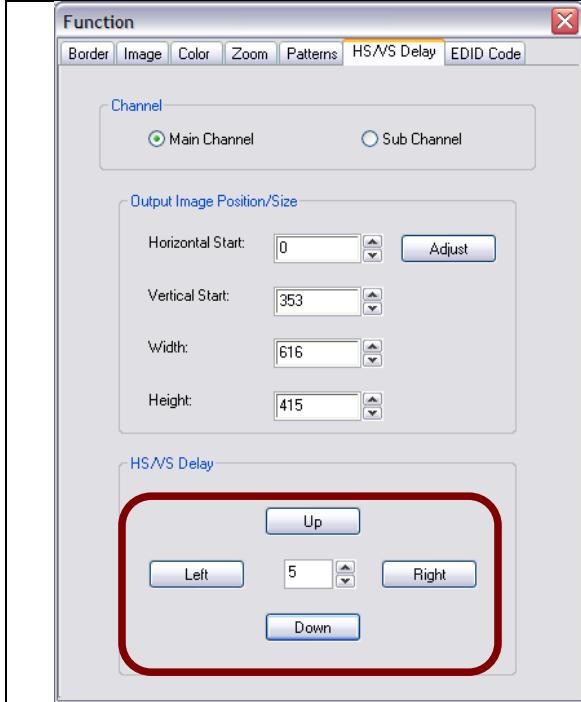 Function
Border Image Color Zoom Patterns HS/VS Delay EDID Code
Channel
Main Channel Sub Channel
Output Image Position/Size
Horizontal Start: 0 Adjust
Vertical Start: 353
Width: 616
Height: 415
HS/VS Delay
Up
Left 5 Right
Down